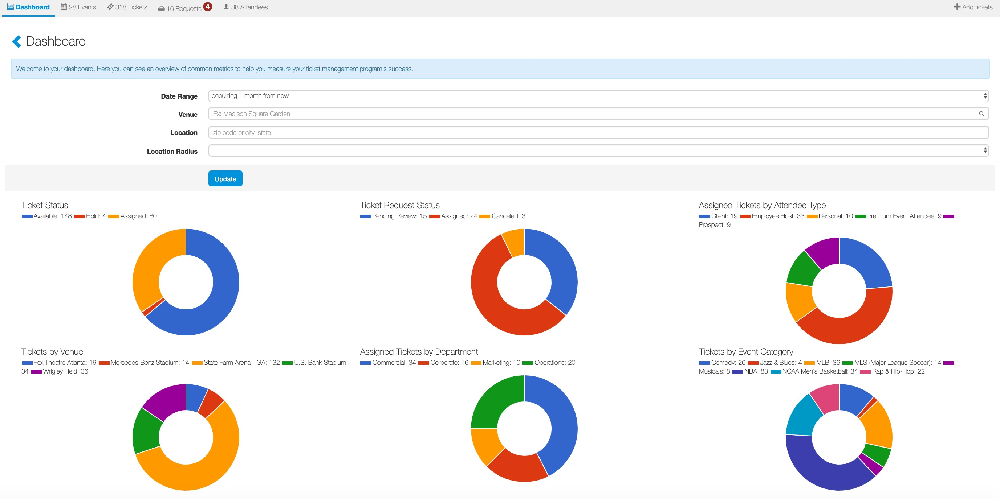 Dashboard 28 Events 318 Tickets 16 Requests 4 88 Attendees Add tickets
Dashboard
Welcome to your dashboard. Here you can see an overview of common metrics to help you measure your ticket management program's success.
Date Range occurring 1 month from now
Venue Ex: Madison Square Garden
Location zip code or city, state
Location Radius
Update
Ticket Status
Available: 148 Hold: 4 Assigned: 80
Ticket Request Status
Pending Review: 15 Assigned: 24 Canceled: 3
Assigned Tickets by Attendee Type
Client: 19 Employee Host: 33 Personal: 10 Premium Event Attendee: 9
Prospect: 9
Tickets by Venue
Fox Theatre Atlanta: 16 Mercedes-Benz Stadium: 14 State Farm Arena - GA: 132 U.S. Bank Stadium:
34 Wrigley Field: 36
Assigned Tickets by Department
Commercial: 34 Corporate: 16 Marketing: 10 Operations: 20
Tickets by Event Category
Comedy: 26 Jazz & Blues: 4 MLB: 36 MLS (Major League Soccer): 14
Musicals: 8 NBA: 88 NCAA Men's Basketball: 34 Rap & Hip-Hop: 22